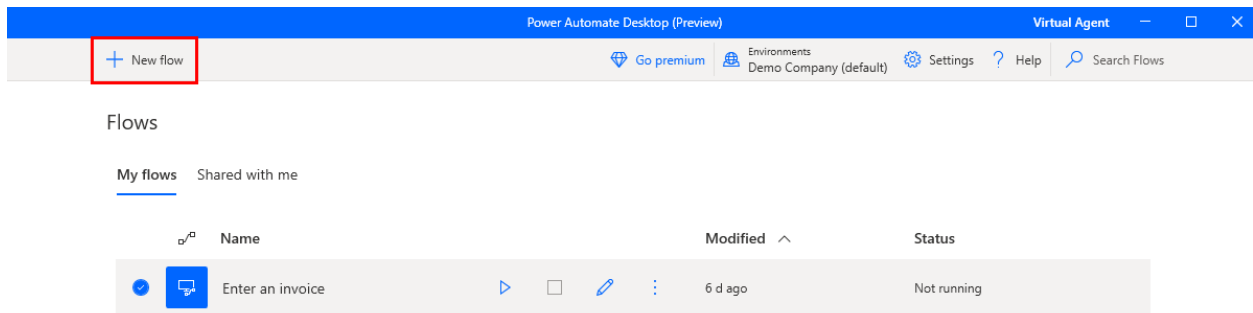 Power Automate Desktop (Preview)
Virtual Agent
New flow
Go premium
Environments
Demo Company (default)
Settings
? Help
Search Flows
Flows
My flows Shared with me
Name Modified Status
Enter an invoice 6 d ago Not running